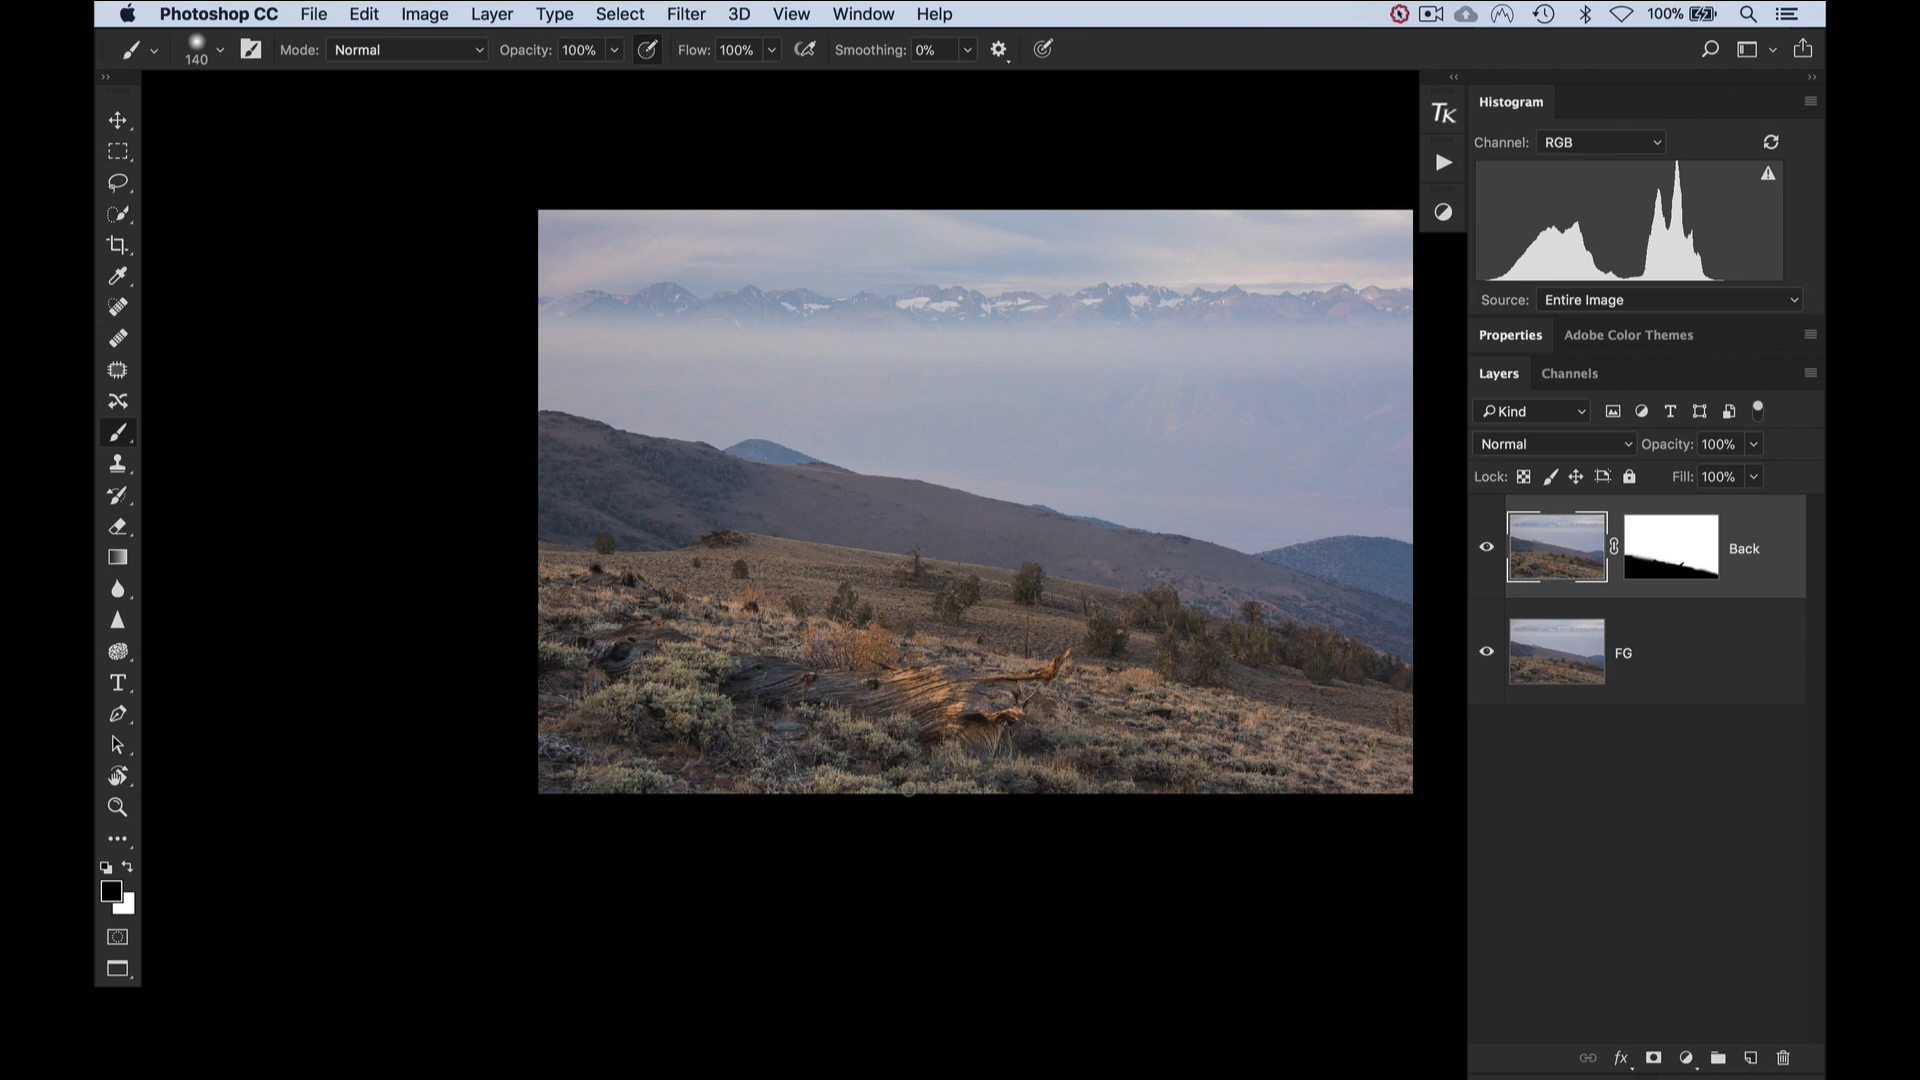 Photoshop CC File Edit Image Layer Type Select Filter 3D View Window Help 100%
140 Mode: Normal Opacity: 100% Flow: 100% Smoothing: 0%
TK
Histogram
Channel: RGB
Source: Entire Image
Properties Adobe Color Themes
Layers Channels
Kind T
Normal Opacity: 100%
Lock: Fill: 100%
Back
FG
T
fx